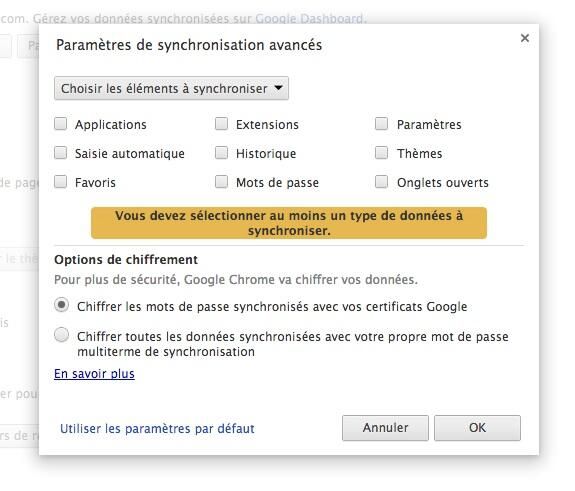 com. Gérez vos données synchronisées sur Google Dashboard.
Pa
Paramètres de synchronisation avancés
Choisir les éléments à synchroniser
Applications Extensions Paramètres
Saisie automatique Historique Thèmes
de page
Favoris Mots de passe Onglets ouverts
Vous devez sélectionner au moins un type de données à
synchroniser.
r le thè
Options de chiffrement
Pour plus de sécurité, Google Chrome va chiffrer vos données.
Chiffrer les mots de passe synchronisés avec vos certificats Google
is
Chiffrer toutes les données synchronisées avec votre propre mot de passe
multiterme de synchronisation
En savoir plus
er pou
Utiliser les paramètres par défaut Annuler OK
rs de r